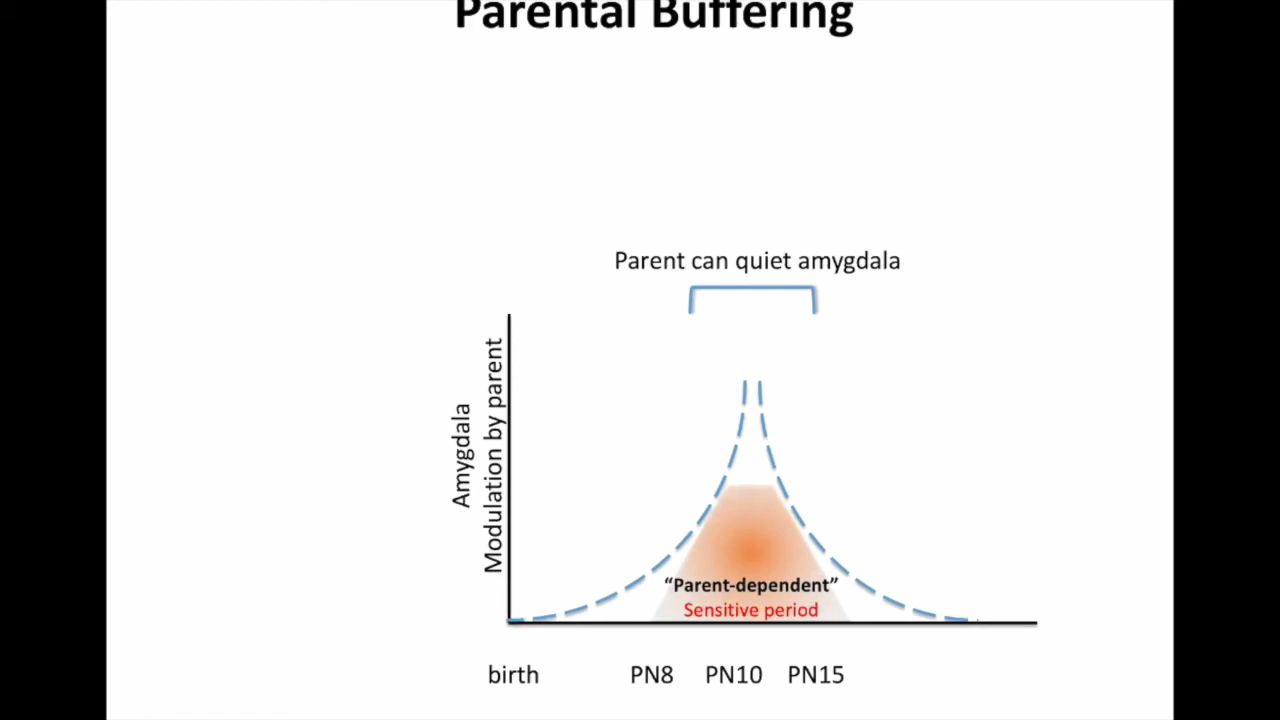 Parental Buffering
Parent can quiet amygdala
Amygdala
Modulation by parent
“Parent-dependent”
Sensitive period
birth PN8 PN10 PN15